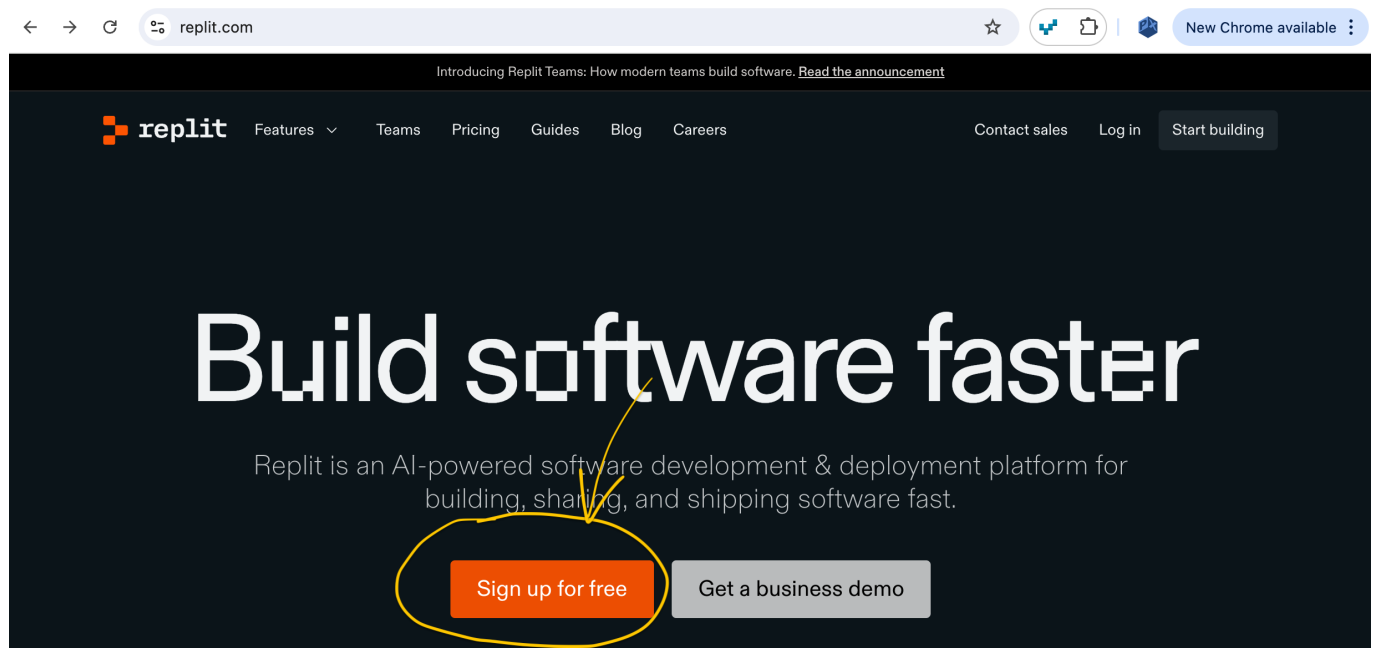 replit.com
New Chrome available
Introducing Replit Teams: How modern teams build software. Read the announcement
replit Features Teams Pricing Guides Blog Careers Contact sales Log in Start building
Build software faster
Replit is an AI-powered software development & deployment platform for
building, sharing, and shipping software fast.
Sign up for free Get a business demo